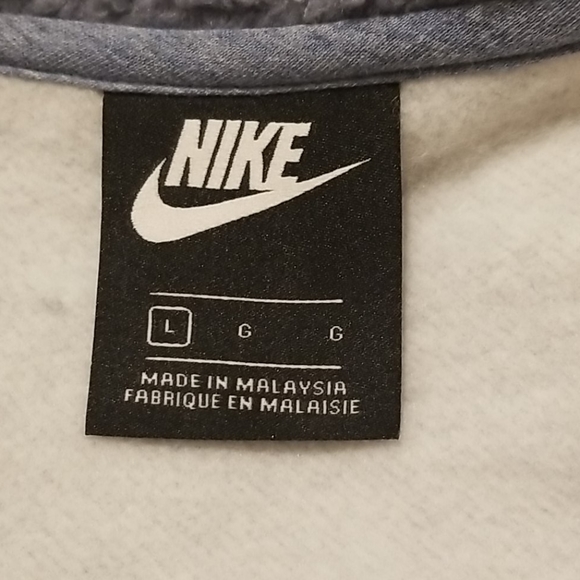 NIKE
L G G
MADE IN MALAYSIA
FABRIQUE EN MALAISIE